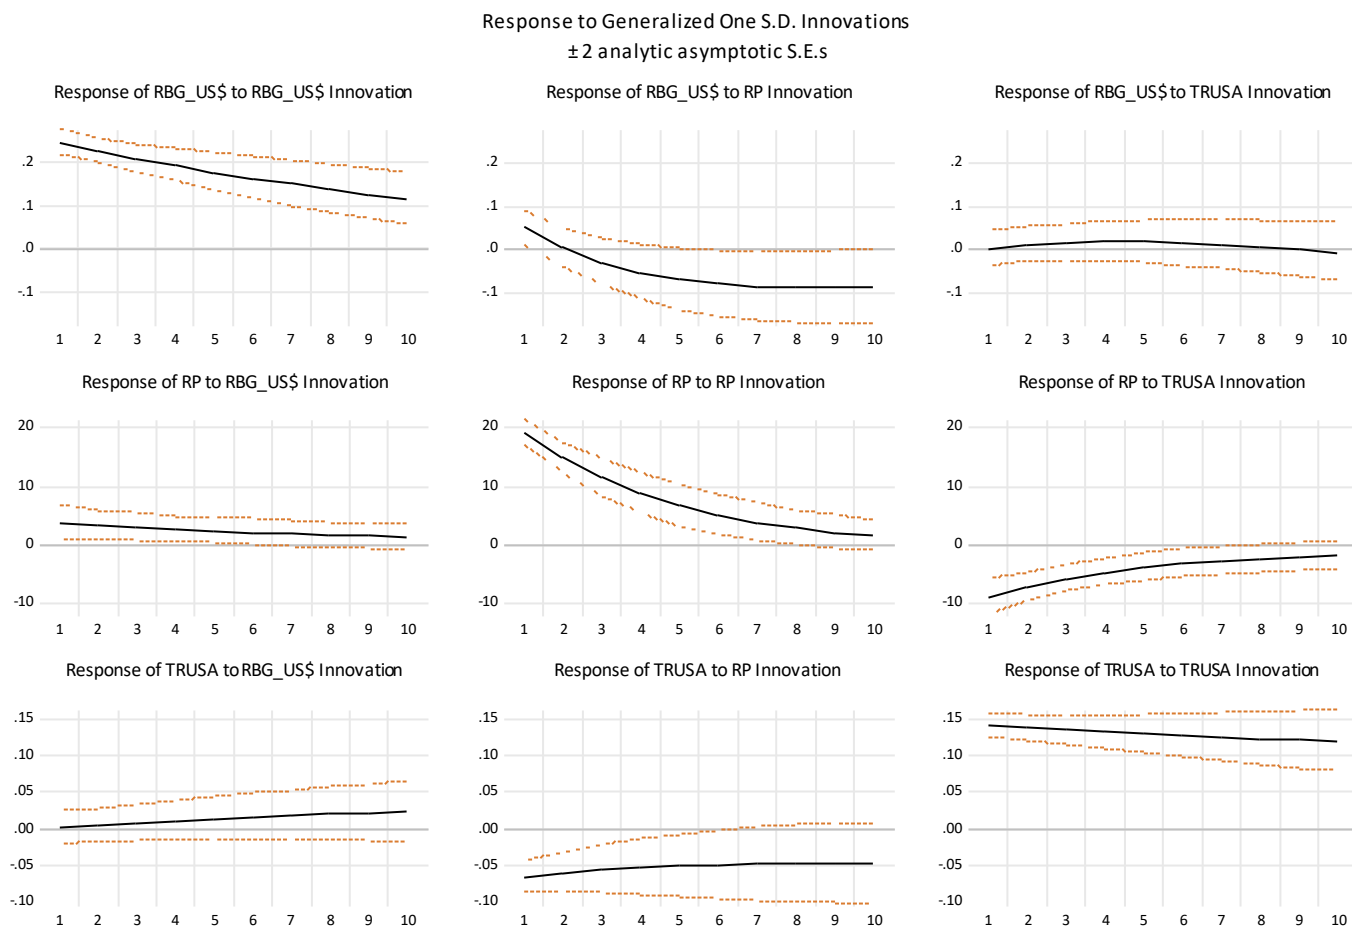 Response to Generalized One S.D. Innovations
± 2 analytic asymptotic S.E.s
Response of RBG_US$ to RBG_US$ Innovation
.2
.1
.0
-.1
1 2 3 4 5 6 7 8 9 10
Response of RBG_US$ to RP Innovation
.2
.1
.0
-.1
1 2 3 4 5 6 7 8 9 10
Response of RBG_US$ to TRUSA Innovation
.2
.1
.0
-.1
1 2 3 4 5 6 7 8 9 10
Response of RP to RBG_US$ Innovation
20
10
0
-10
1 2 3 4 5 6 7 8 9 10
Response of RP to RP Innovation
20
10
0
-10
1 2 3 4 5 6 7 8 9 10
Response of RP to TRUSA Innovation
20
10
0
-10
1 2 3 4 5 6 7 8 9 10
Response of TRUSA to RBG_US$ Innovation
.15
.10
.05
.00
-.05
-.10
1 2 3 4 5 6 7 8 9 10
Response of TRUSA to RP Innovation
.15
.10
.05
.00
-.05
-.10
1 2 3 4 5 6 7 8 9 10
Response of TRUSA to TRUSA Innovation
.15
.10
.05
.00
-.05
-.10
1 2 3 4 5 6 7 8 9 10